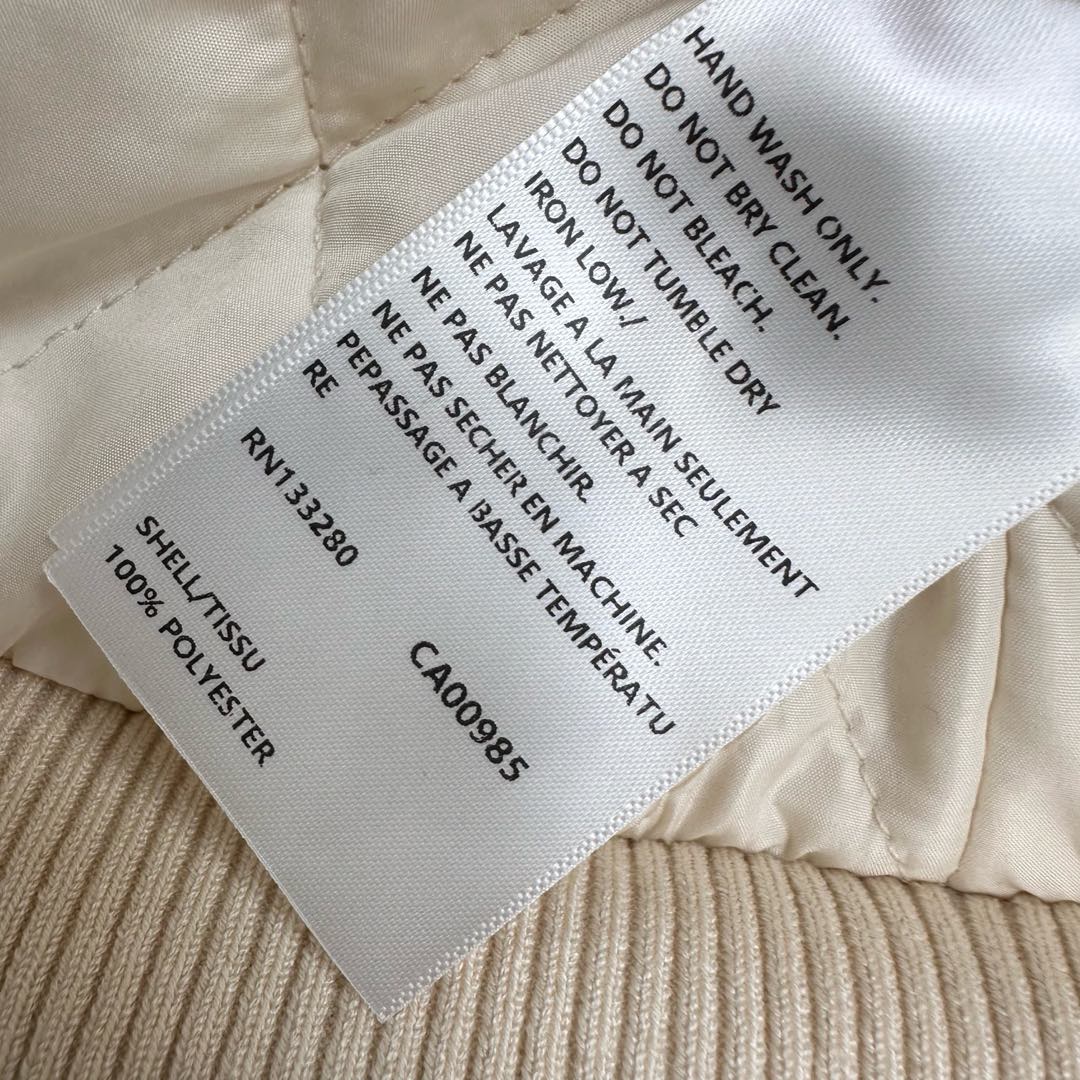 HAND WASH ONLY.
DO NOT BRY CLEAN.
DO NOT BLEACH.
DO NOT TUMBLE DRY
IRON LOW./
LAVAGE A LA MAIN SEULEMENT
NE PAS NETTOYER A SEC
NE PAS BLANCHIR.
NE PAS SECHER EN MACHINE.
PEPASSAGE A BASSE TEMPÉRATU
RE
RN133280
CA00985
SHELL/TISSU
100% POLYESTER